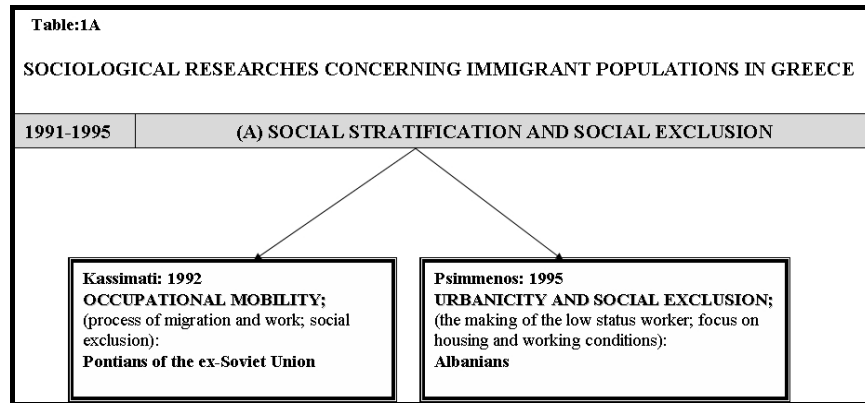 Table:1A
SOCIOLOGICAL RESEARCHES CONCERNING IMMIGRANT POPULATIONS IN GREECE
1991-1995 (A) SOCIAL STRATIFICATION AND SOCIAL EXCLUSION
Kassimati: 1992
OCCUPATIONAL MOBILITY;
(process of migration and work; social
exclusion):
Pontians of the ex-Soviet Union
Psimmenos: 1995
URBANICITY AND SOCIAL EXCLUSION;
(the making of the low status worker; focus on
housing and working conditions):
Albanians